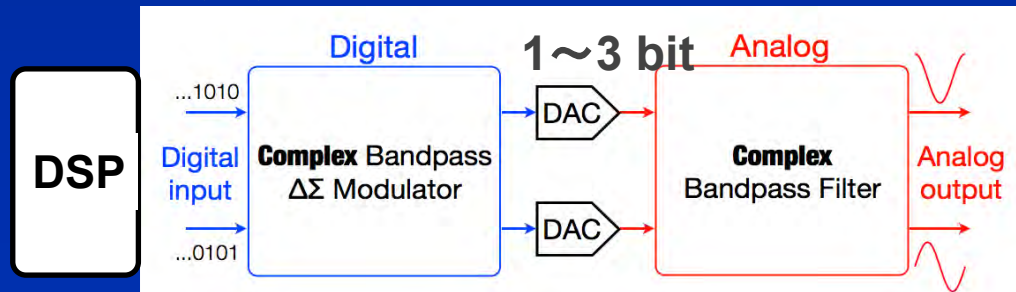 DSP
Digital
1～3 bit
Analog
...1010
Digital
input
...0101
Complex Bandpass
ΔΣ Modulator
DAC
DAC
Complex
Bandpass Filter
Analog
output